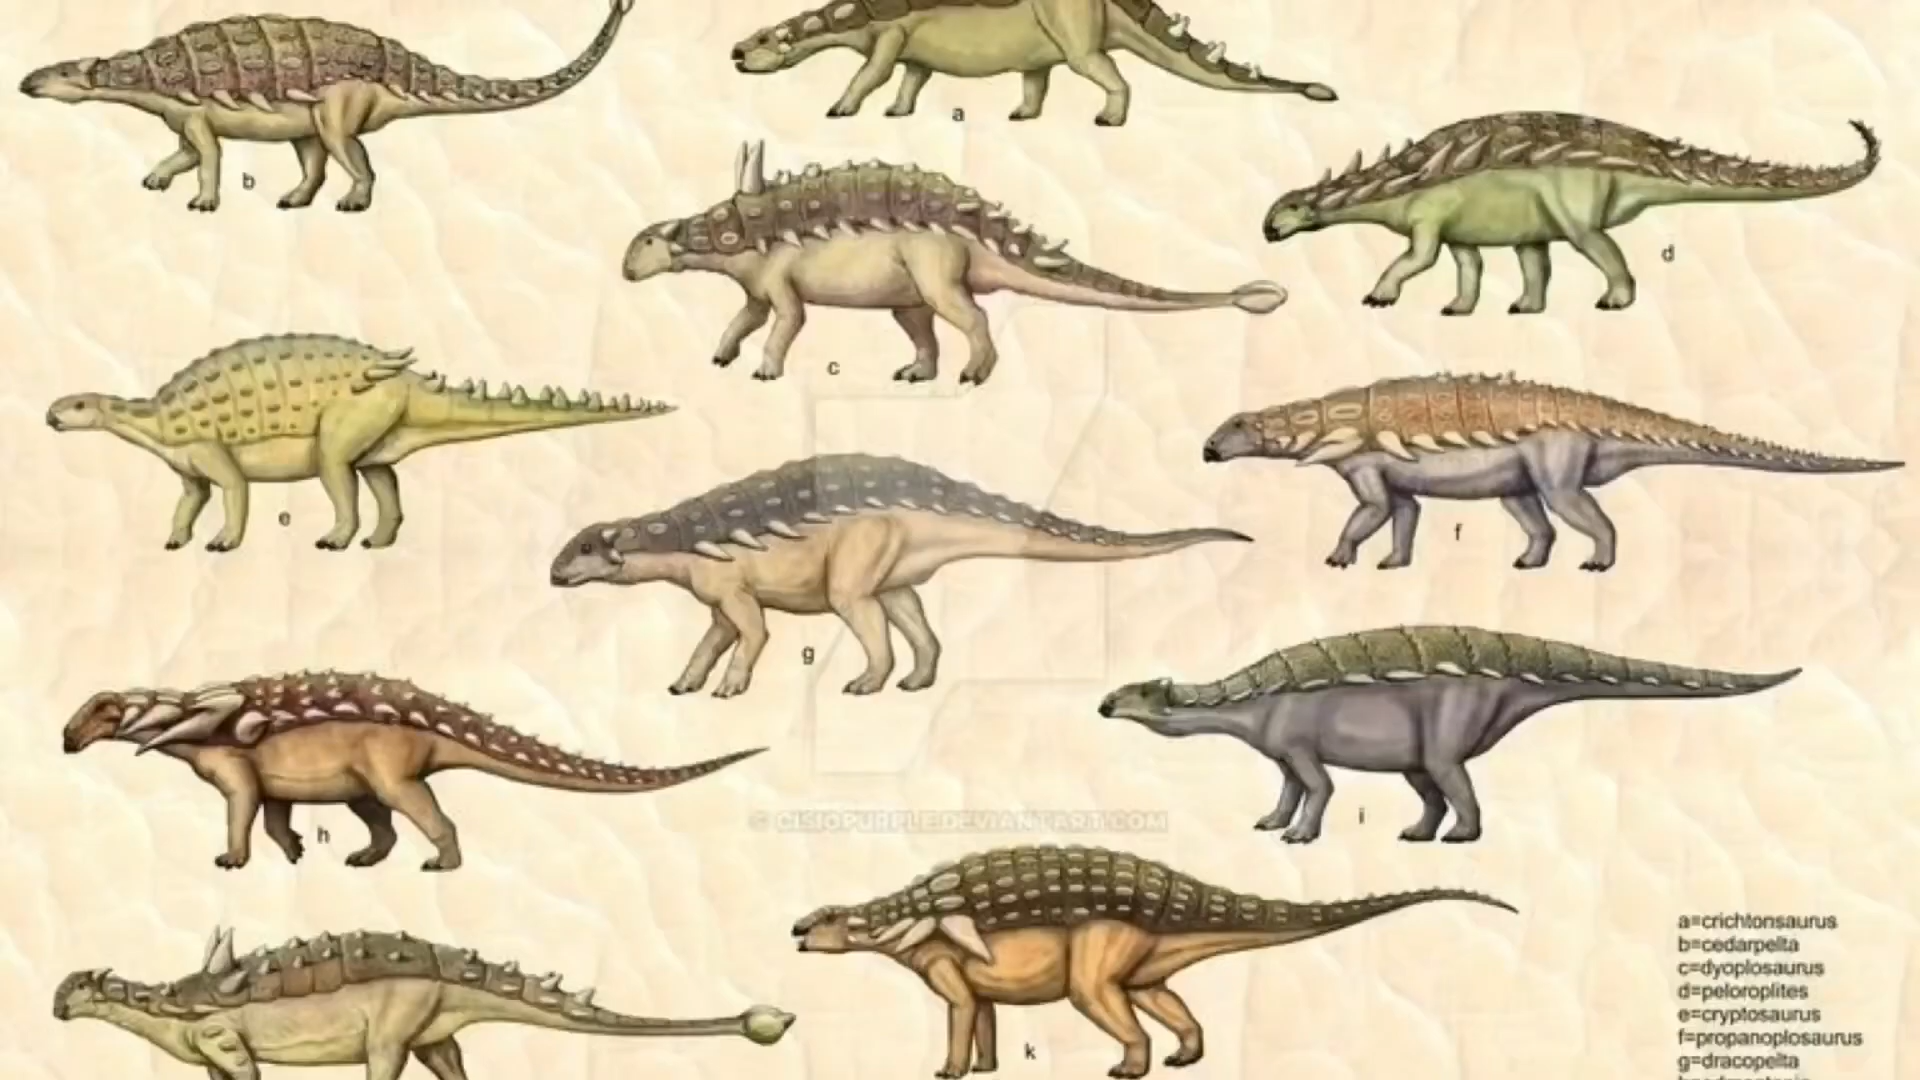 a
b
d
c
e
f
g
i
h
© CISIOPURPLE.DEVIANTART.COM
k
a=crichtonsaurus
b=cedarpelta
c=dyoplosaurus
d=peloroplites
e=cryptosaurus
f=propanoplosaurus
g=dracopelta